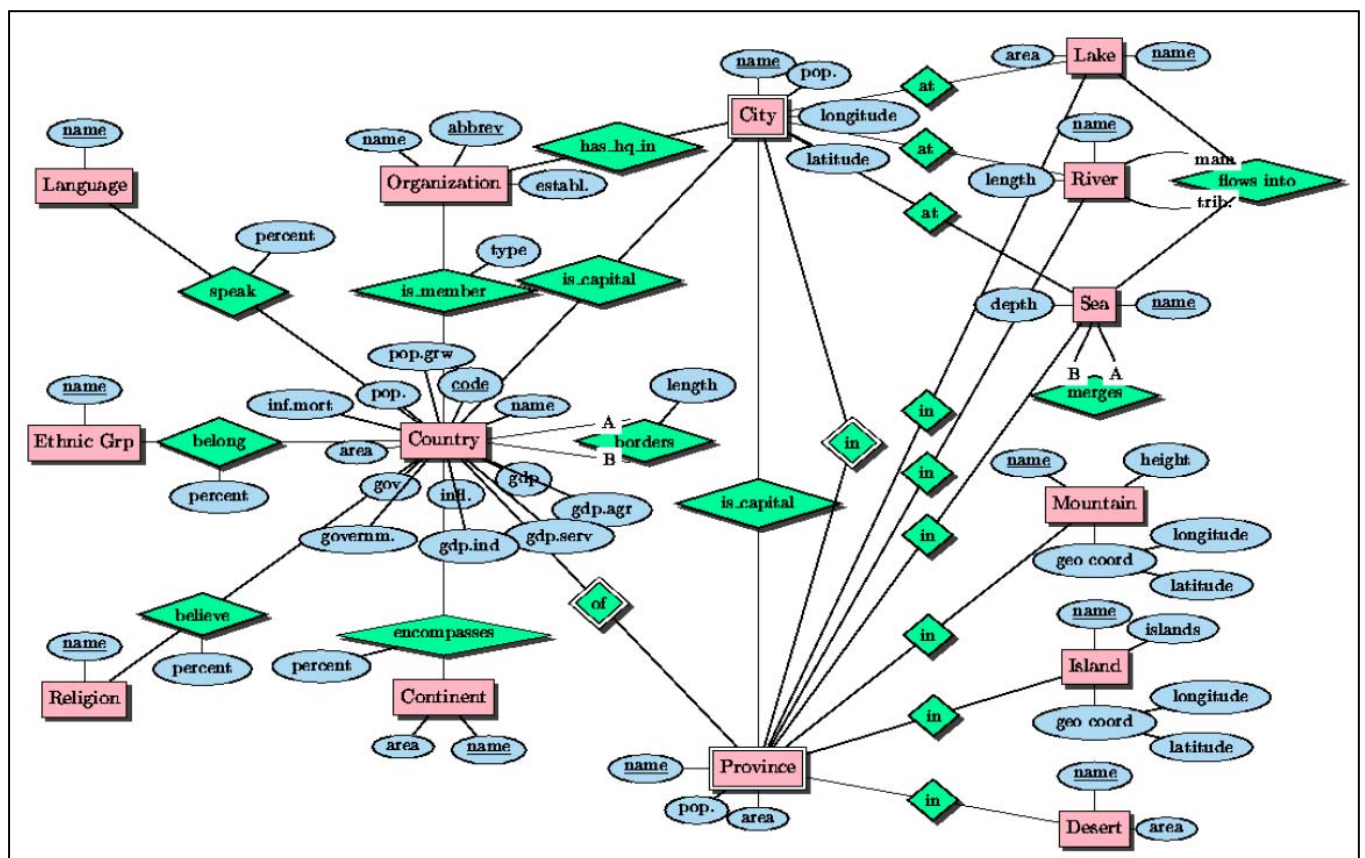 name
pop.
City
longitude
latitude
area
Lake
name
at
name
length
River
main
trib.
flows into
at
at
name
Language
name
abbrev
Organization
establ.
has_hq_in
percent
speak
type
is_member
is_capital
depth
Sea
name
B
A
merges
name
Ethnic Grp
belong
percent
inf.mort
pop.
pop.grw
code
name
area
Country
gov.
infl.
gdp
gdp.agr
governm.
gdp.ind
gdp.serv
A
B
borders
length
in
in
in
in
is_capital
name
height
Mountain
geo coord
longitude
latitude
of
in
believe
percent
name
Religion
encompasses
percent
Continent
area
name
name
islands
Island
geo coord
longitude
latitude
in
name
Province
pop.
area
in
name
Desert
area